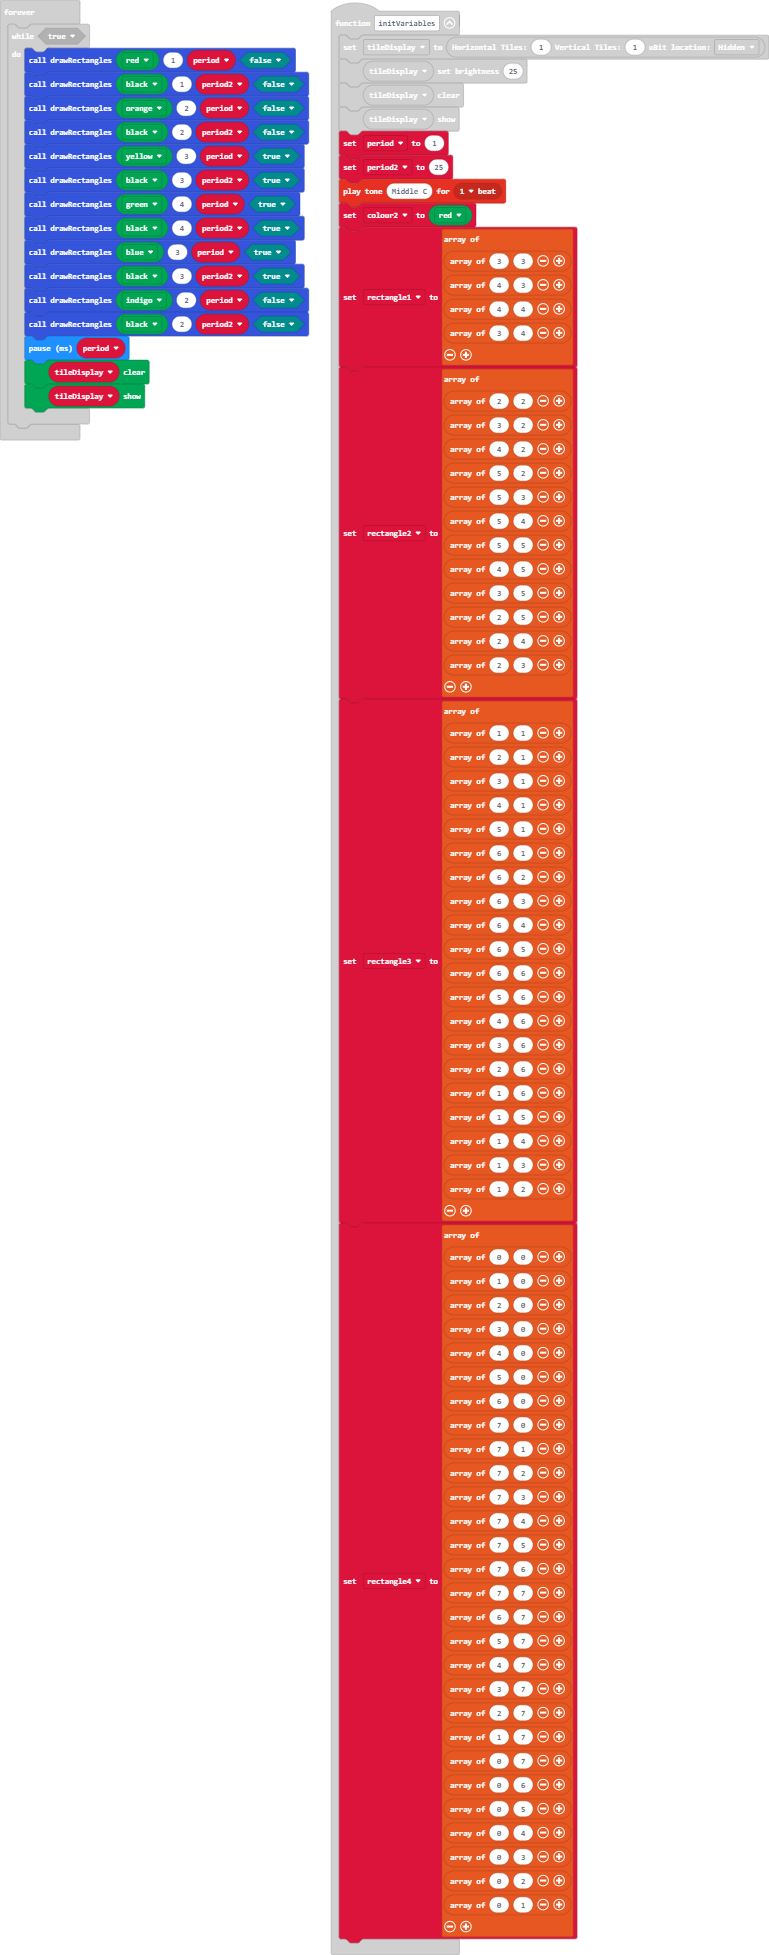 forever
while true
do
call drawRectangles red 1 period false
call drawRectangles black 1 period2 false
call drawRectangles orange 2 period false
call drawRectangles black 2 period2 false
call drawRectangles yellow 3 period true
call drawRectangles black 3 period2 true
call drawRectangles green 4 period true
call drawRectangles black 4 period2 true
call drawRectangles blue 3 period true
call drawRectangles black 3 period2 true
call drawRectangles indigo 2 period false
call drawRectangles black 2 period2 false
pause (ms) period
tileDisplay clear
tileDisplay show
function initVariables
set tileDisplay to Horizontal Tiles: 1 Vertical Tiles: 1 uBit location: Hidden
tileDisplay set brightness 25
tileDisplay clear
tileDisplay show
set period to 1
set period2 to 25
play tone Middle C for 1 beat
set colour2 to red
set rectangle1 to
array of
array of 3 3
array of 4 3
array of 4 4
array of 3 4
set rectangle2 to
array of
array of 2 2
array of 3 2
array of 4 2
array of 5 2
array of 5 3
array of 5 4
array of 5 5
array of 4 5
array of 3 5
array of 2 5
array of 2 4
array of 2 3
set rectangle3 to
array of
array of 1 1
array of 2 1
array of 3 1
array of 4 1
array of 5 1
array of 6 1
array of 6 2
array of 6 3
array of 6 4
array of 6 5
array of 6 6
array of 5 6
array of 4 6
array of 3 6
array of 2 6
array of 1 6
array of 1 5
array of 1 4
array of 1 3
array of 1 2
set rectangle4 to
array of
array of 0 0
array of 1 0
array of 2 0
array of 3 0
array of 4 0
array of 5 0
array of 6 0
array of 7 0
array of 7 1
array of 7 2
array of 7 3
array of 7 4
array of 7 5
array of 7 6
array of 7 7
array of 6 7
array of 5 7
array of 4 7
array of 3 7
array of 2 7
array of 1 7
array of 0 7
array of 0 6
array of 0 5
array of 0 4
array of 0 3
array of 0 2
array of 0 1